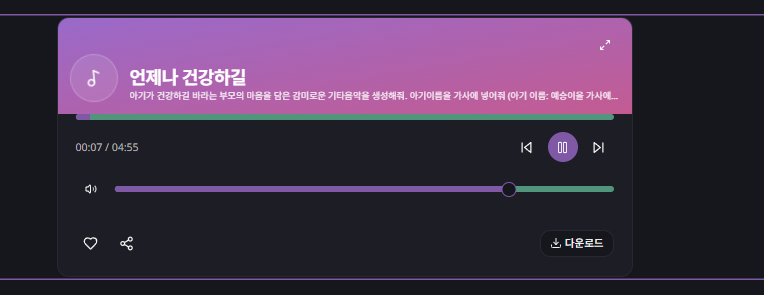 언제나 건강하길
아기가 건강하길 바라는 부모의 마음을 담은 감미로운 기타음악을 생성해줘. 아기이름을 가사에 넣어줘 (아기 이름: 예승이을 가사에...
00:07 / 04:55
다운로드